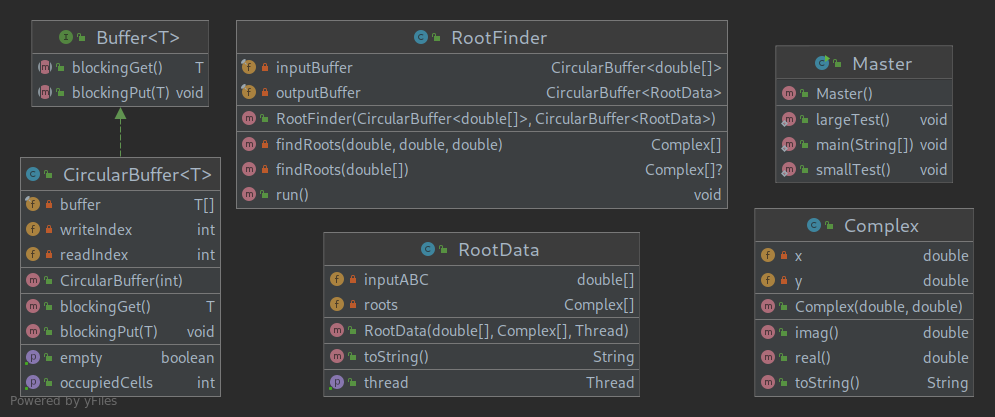 Buffer<T>
blockingGet() T
blockingPut(T) void
CircularBuffer<T>
buffer T[]
writeIndex int
readIndex int
CircularBuffer(int)
blockingGet() T
blockingPut(T) void
empty boolean
occupiedCells int
RootFinder
inputBuffer CircularBuffer<double[]>
outputBuffer CircularBuffer<RootData>
RootFinder(CircularBuffer<double[]>, CircularBuffer<RootData>)
findRoots(double, double, double) Complex[]
findRoots(double[]) Complex[]?
run() void
RootData
inputABC double[]
roots Complex[]
RootData(double[], Complex[], Thread)
toString() String
thread Thread
Master
Master()
largeTest() void
main(String[]) void
smallTest() void
Complex
x double
y double
Complex(double, double)
imag() double
real() double
toString() String
Powered by yFiles